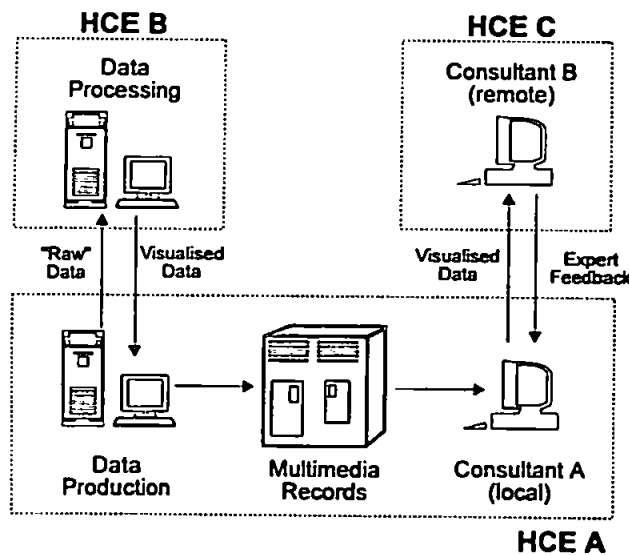 HCE B
Data
Processing
HCE C
Consultant B
(remote)
"Raw"
Data
Visualised
Data
Visualised
Data
Expert
Feedback
Data
Production
Multimedia
Records
Consultant A
(local)
HCE A